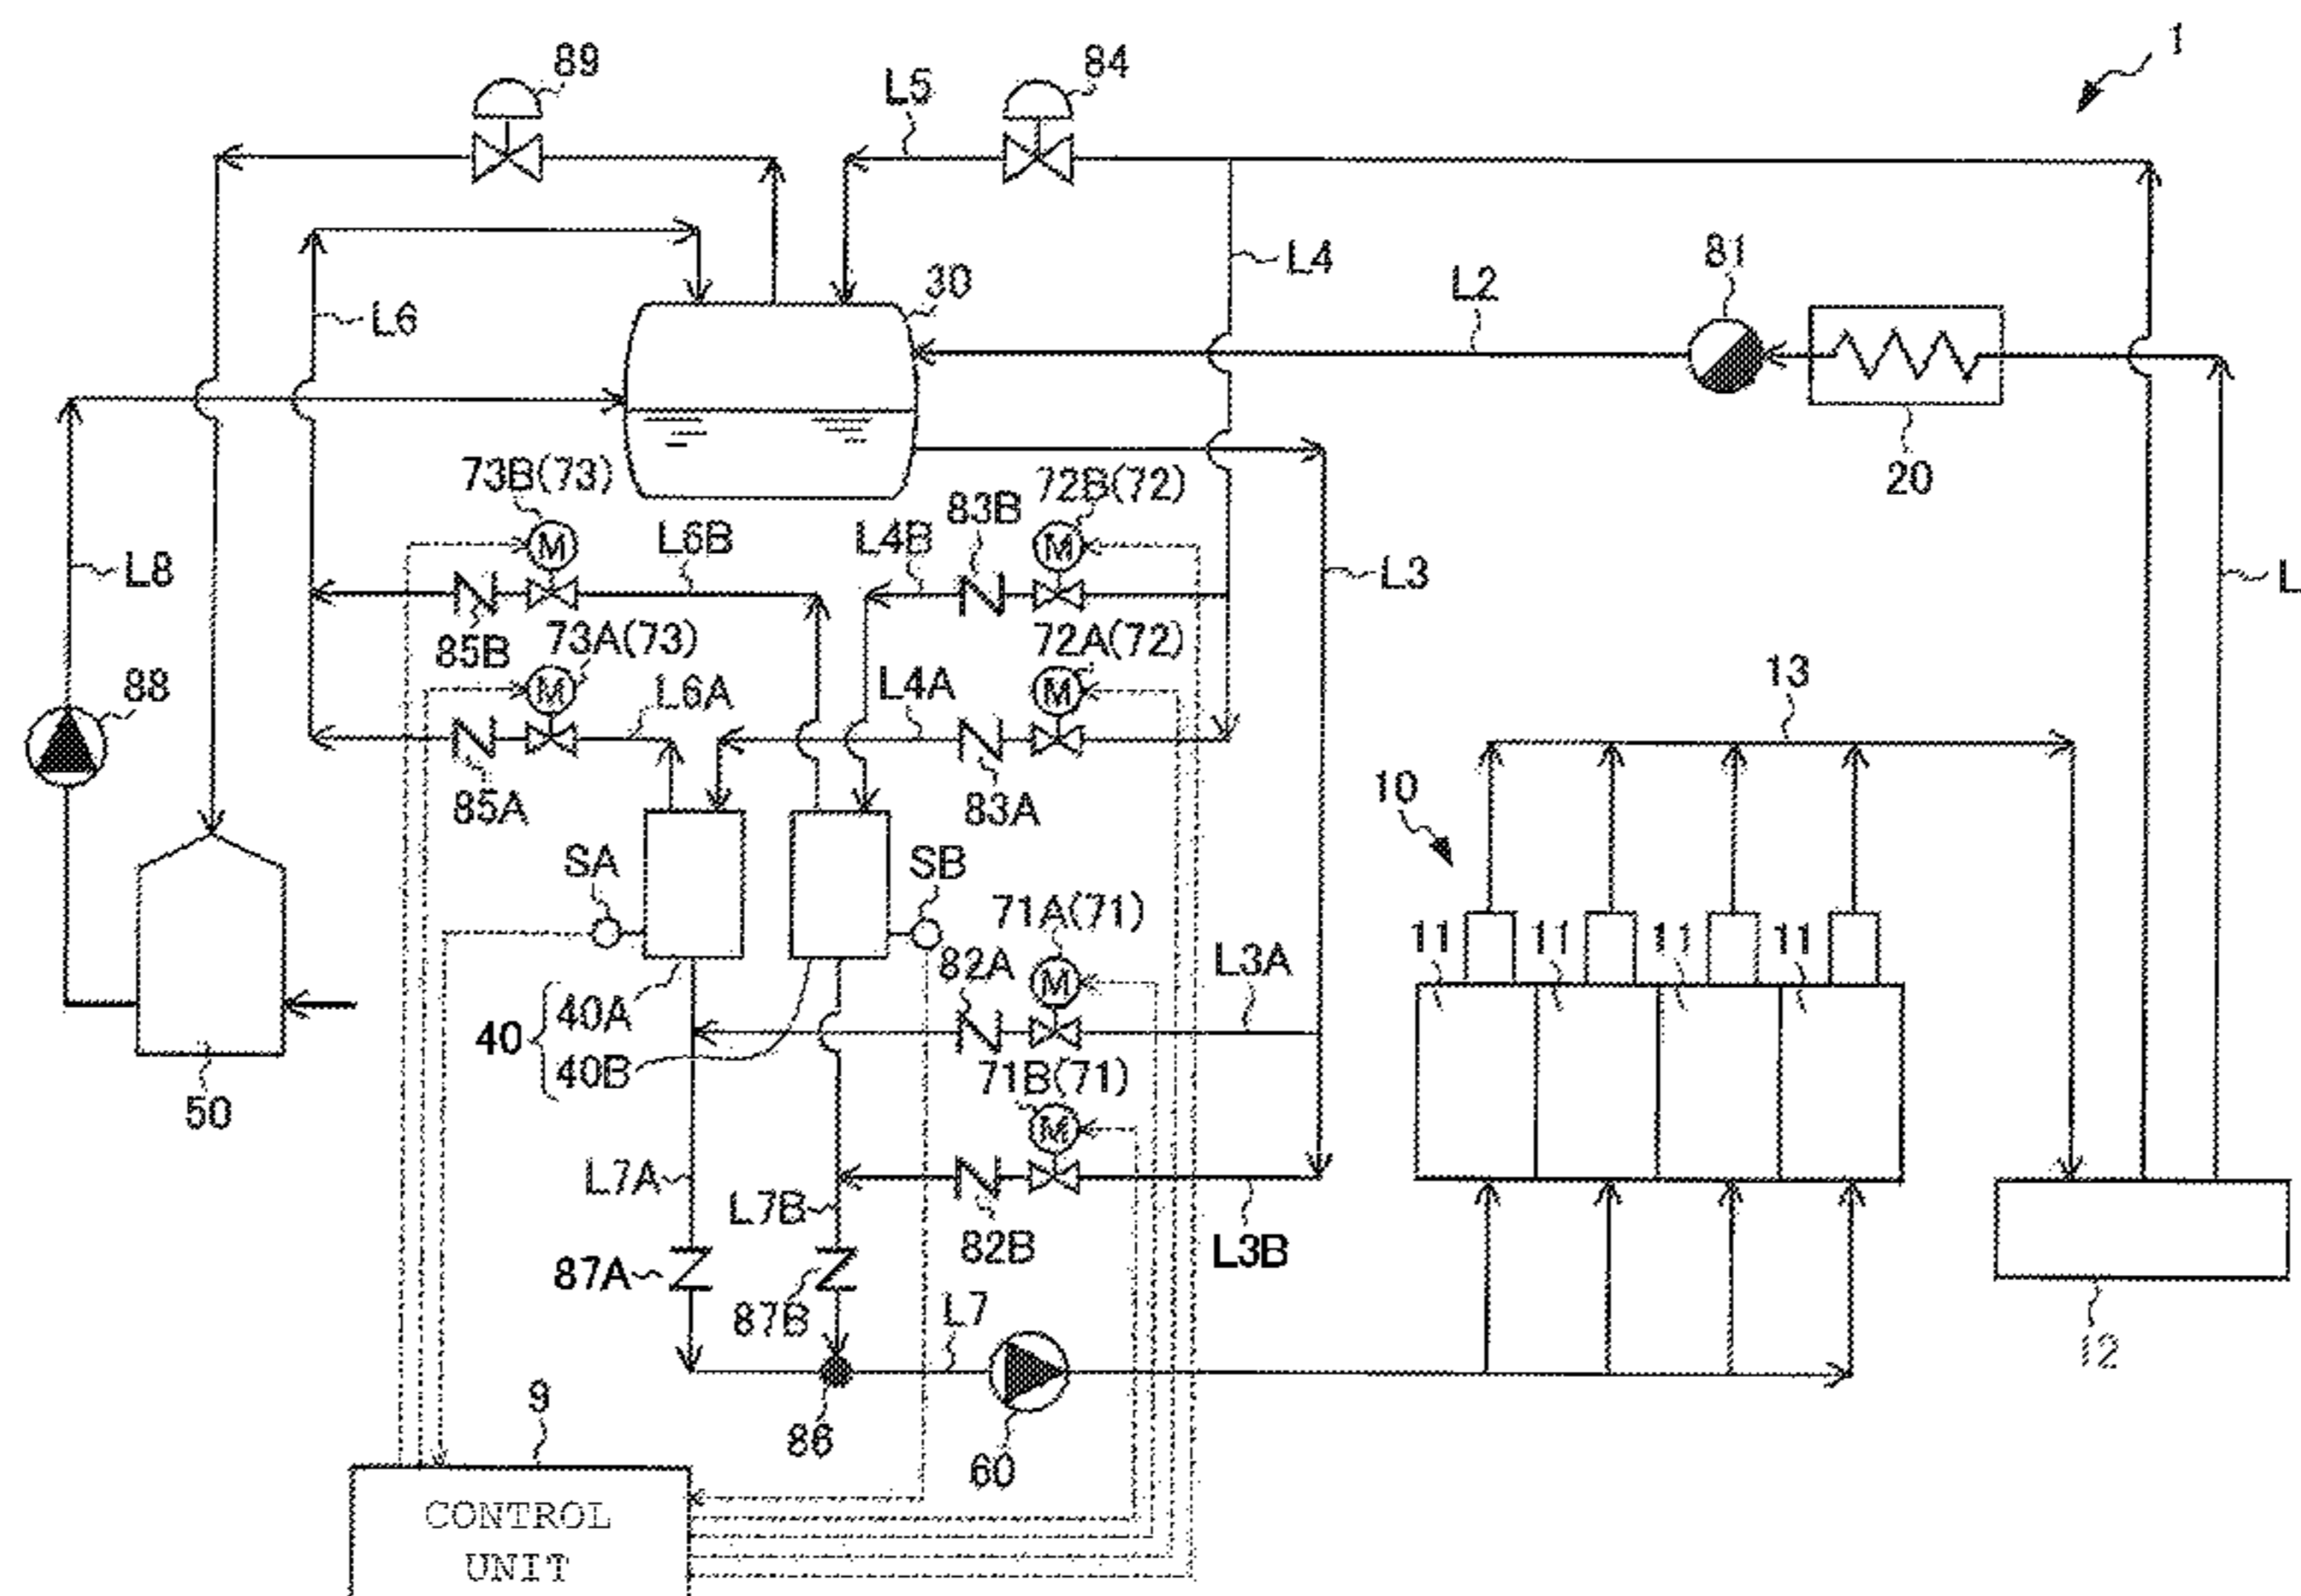 1
89
L5
84
L4
L2
81
30
L6
20
73B(73)
72B(72)
83B
L6B
L4B
L8
L3
L
85B
73A(73)
72A(72)
88
L6A
L4A
13
85A
83A
10
SA
SB
71A(71)
11
11
11
11
82A
L3A
40
40A
40B
71B(71)
50
L7A
L7B
82B
L3B
87A
87B
L7
12
86
60
9
CONTROL
UNIT